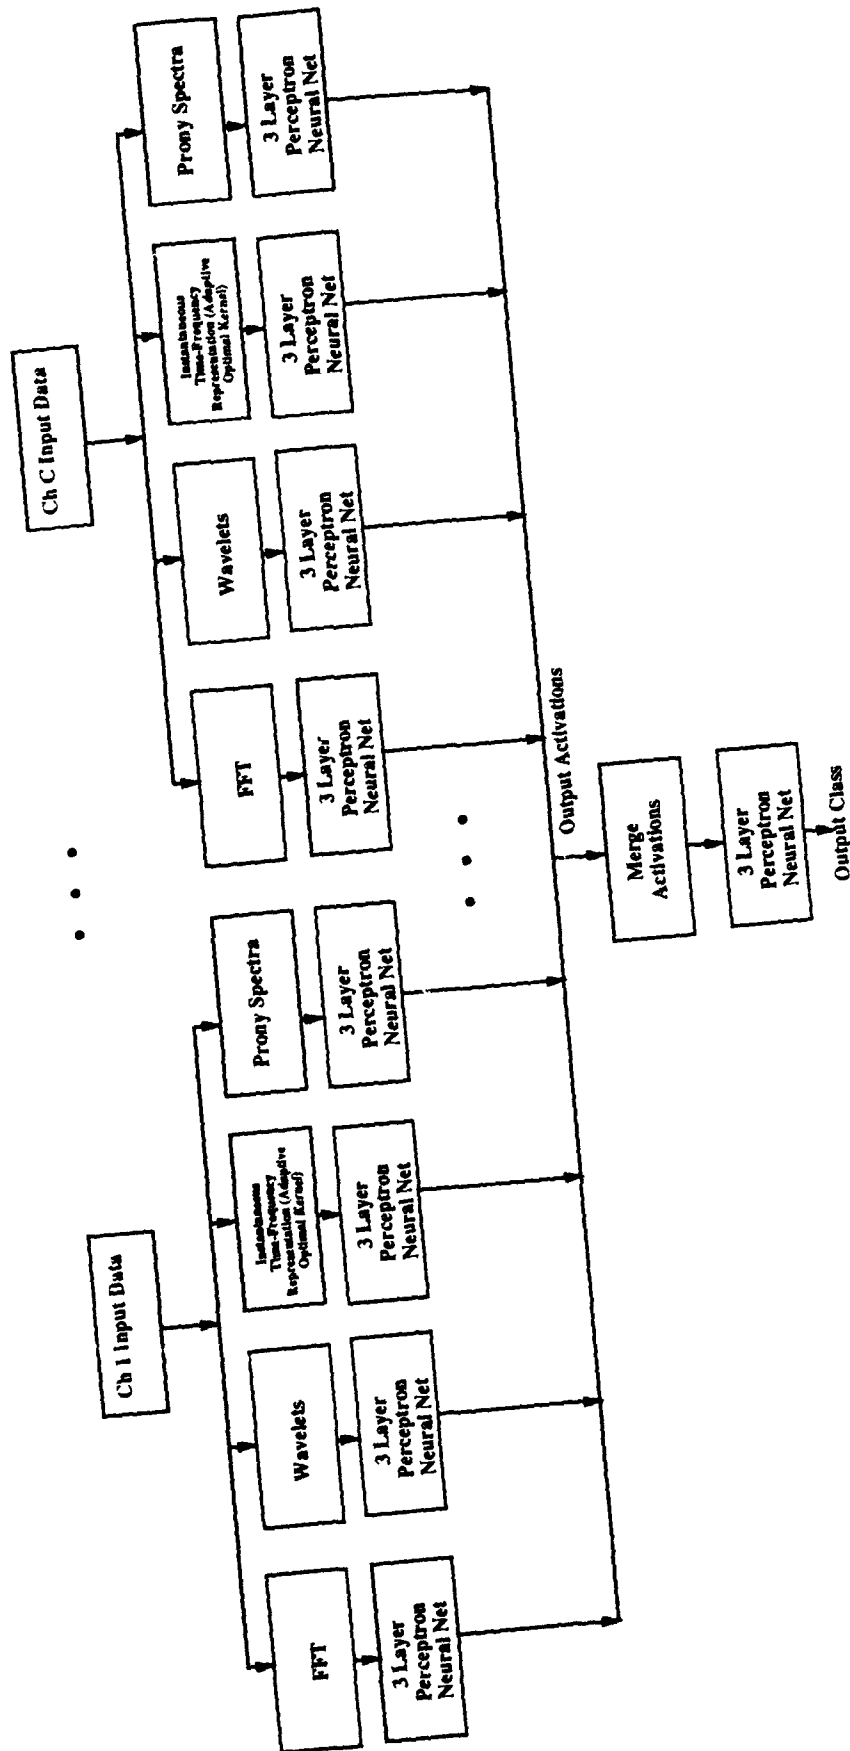 Ch 1 Input Data
Ch C Input Data
FFT
Wavelets
Instantaneous
Time-Frequency
Representation (Adaptive
Optimal Kernel)
Prony Spectra
FFT
Wavelets
Instantaneous
Time-Frequency
Representation (Adaptive
Optimal Kernel)
Prony Spectra
3 Layer
Perceptron
Neural Net
3 Layer
Perceptron
Neural Net
3 Layer
Perceptron
Neural Net
3 Layer
Perceptron
Neural Net
3 Layer
Perceptron
Neural Net
3 Layer
Perceptron
Neural Net
3 Layer
Perceptron
Neural Net
3 Layer
Perceptron
Neural Net
Output Activations
Merge
Activations
3 Layer
Perceptron
Neural Net
Output Class